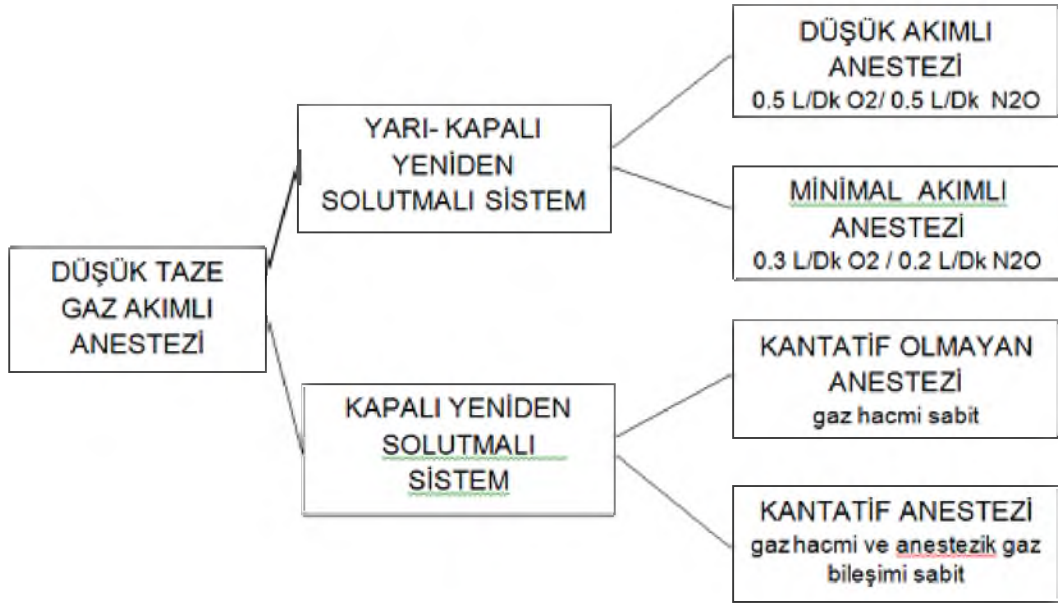 DÜŞÜK TAZE
GAZ AKIMLI
ANESTEZİ
YARI- KAPALI
YENİDEN
SOLUTMALI SİSTEM
KAPALI YENİDEN
SOLUTMALI
SİSTEM
DÜŞÜK AKIMLI
ANESTEZİ
0.5 L/Dk O2/ 0.5 L/Dk N2O
MİNİMAL AKIMLI
ANESTEZİ
0.3 L/Dk O2 / 0.2 L/Dk N2O
KANTATİF OLMAYAN
ANESTEZİ
gaz hacmi sabit
KANTATİF ANESTEZİ
gaz hacmi ve anestezik gaz
bileşimi sabit